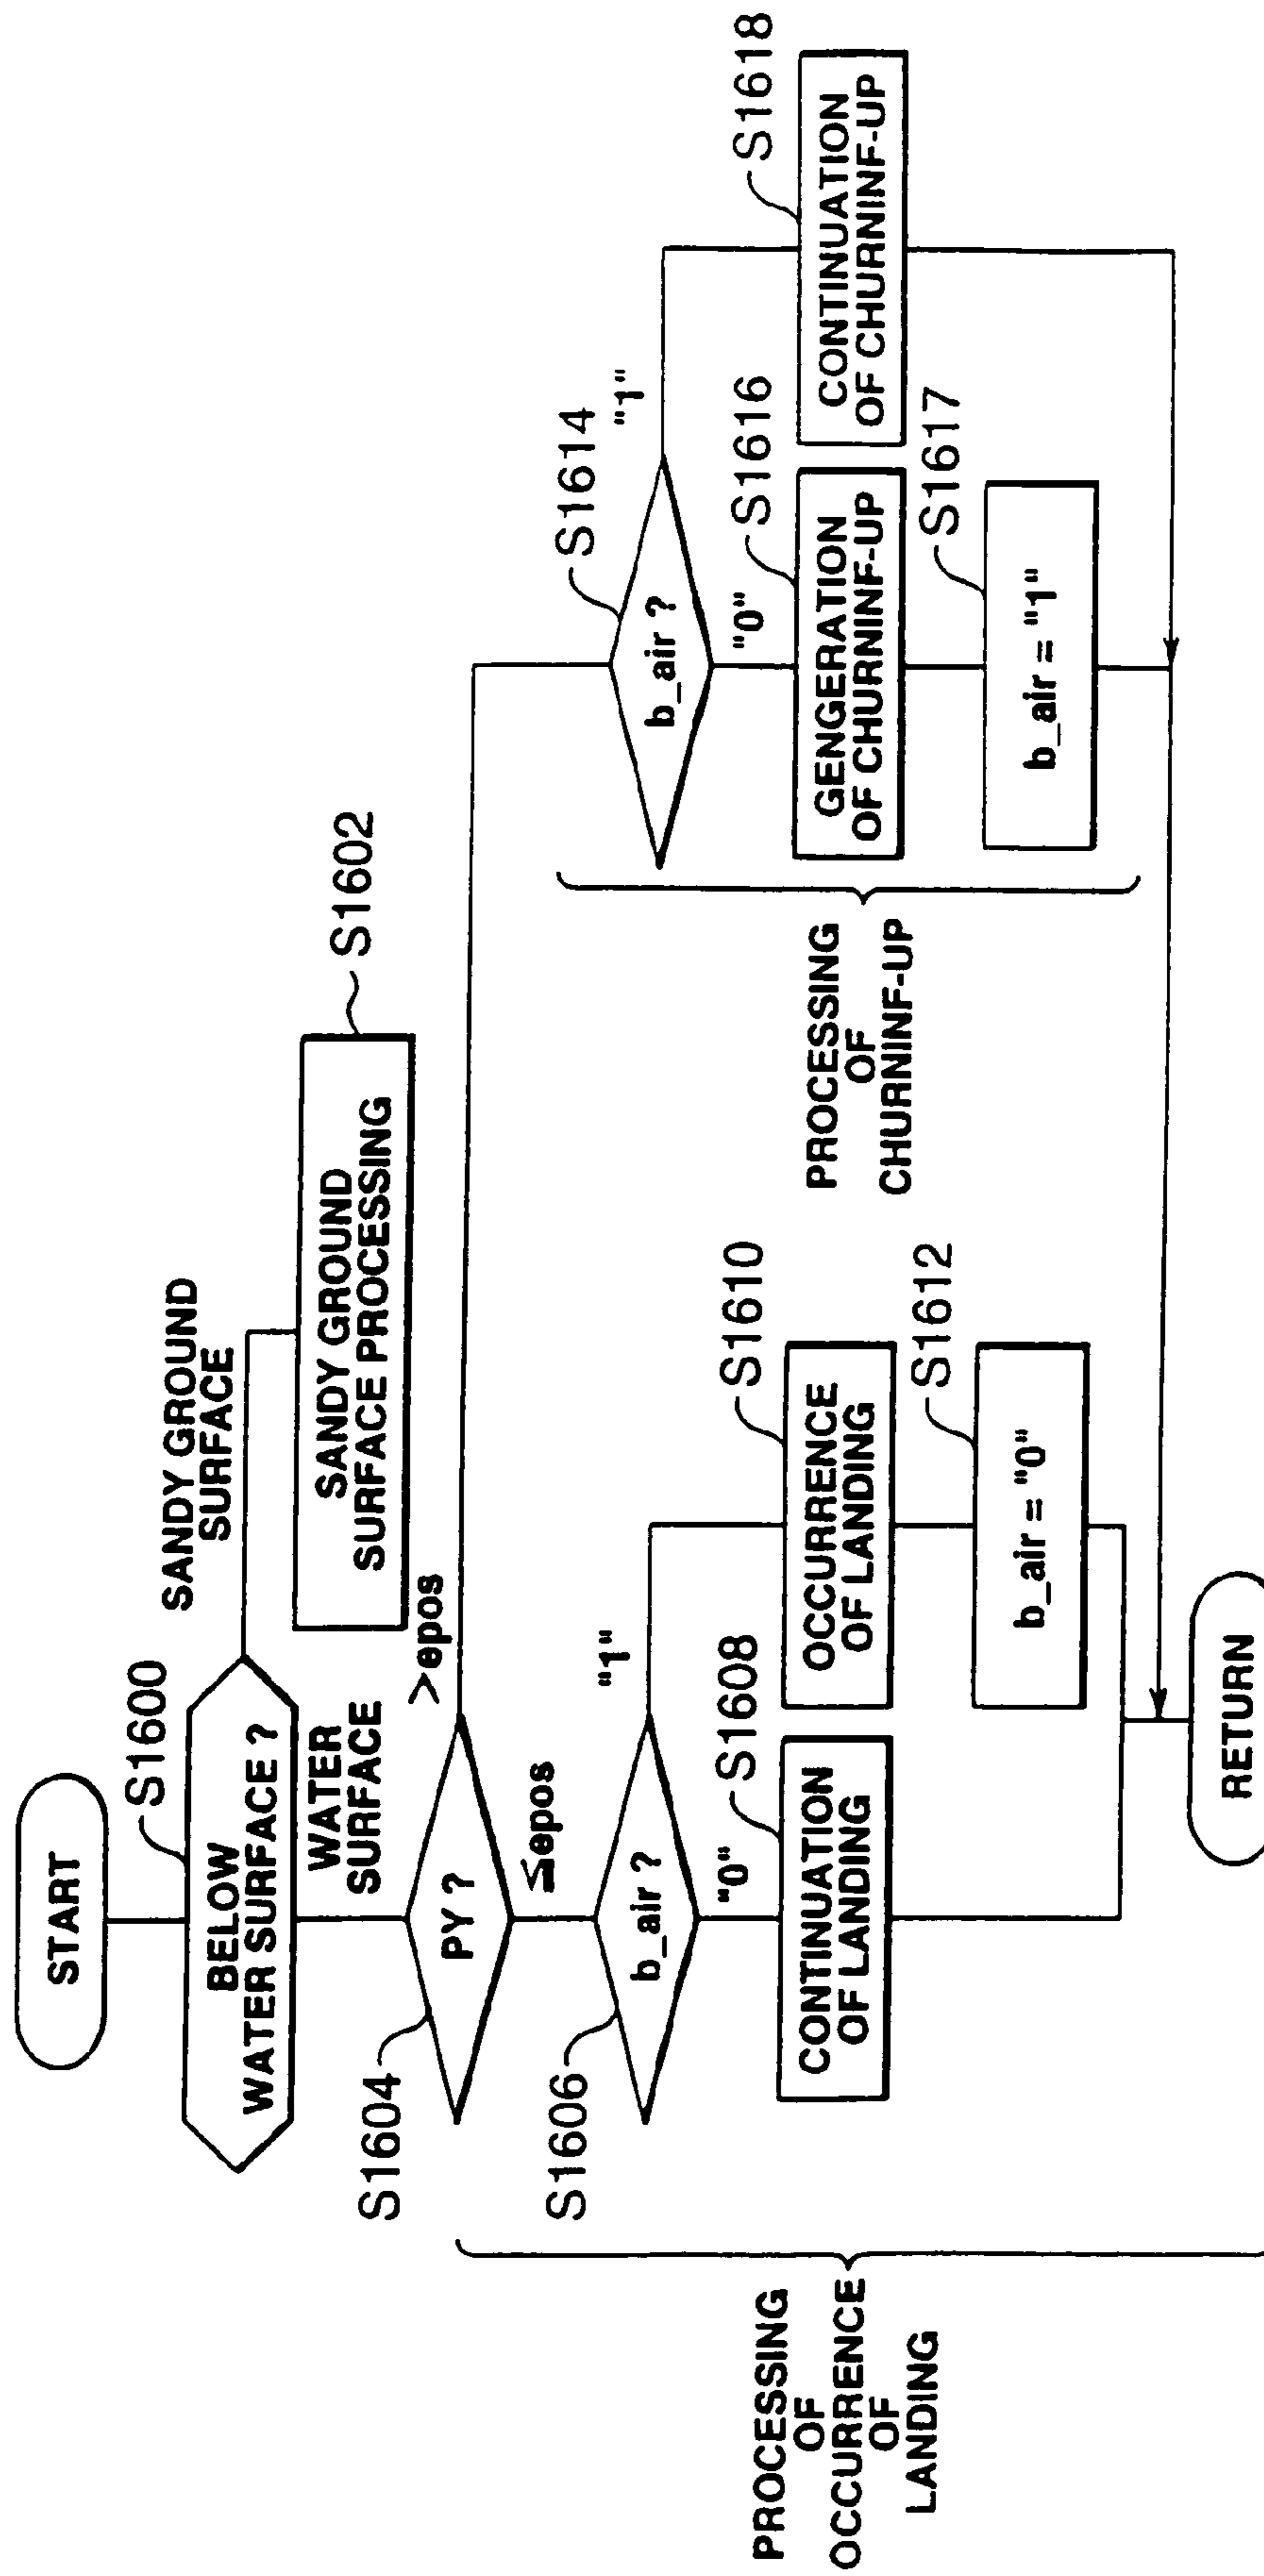 START
S1600
BELOW
WATER SURFACE ?
SANDY GROUND
SURFACE
SANDY GROUND
SURFACE PROCESSING
S1602
WATER
SURFACE
S1604
PY ?
>epos
≦epos
S1606
b_air ?
"1"
"0"
S1608
CONTINUATION
OF LANDING
S1610
OCCURRENCE
OF LANDING
S1612
b_air = "0"
S1614
b_air ?
"1"
"0"
S1616
GENGERATION
OF CHURNINF-UP
S1618
CONTINUATION
OF CHURNINF-UP
S1617
b_air = "1"
PROCESSING
OF
CHURNINF-UP
PROCESSING
OF
OCCURRENCE
OF
LANDING
RETURN